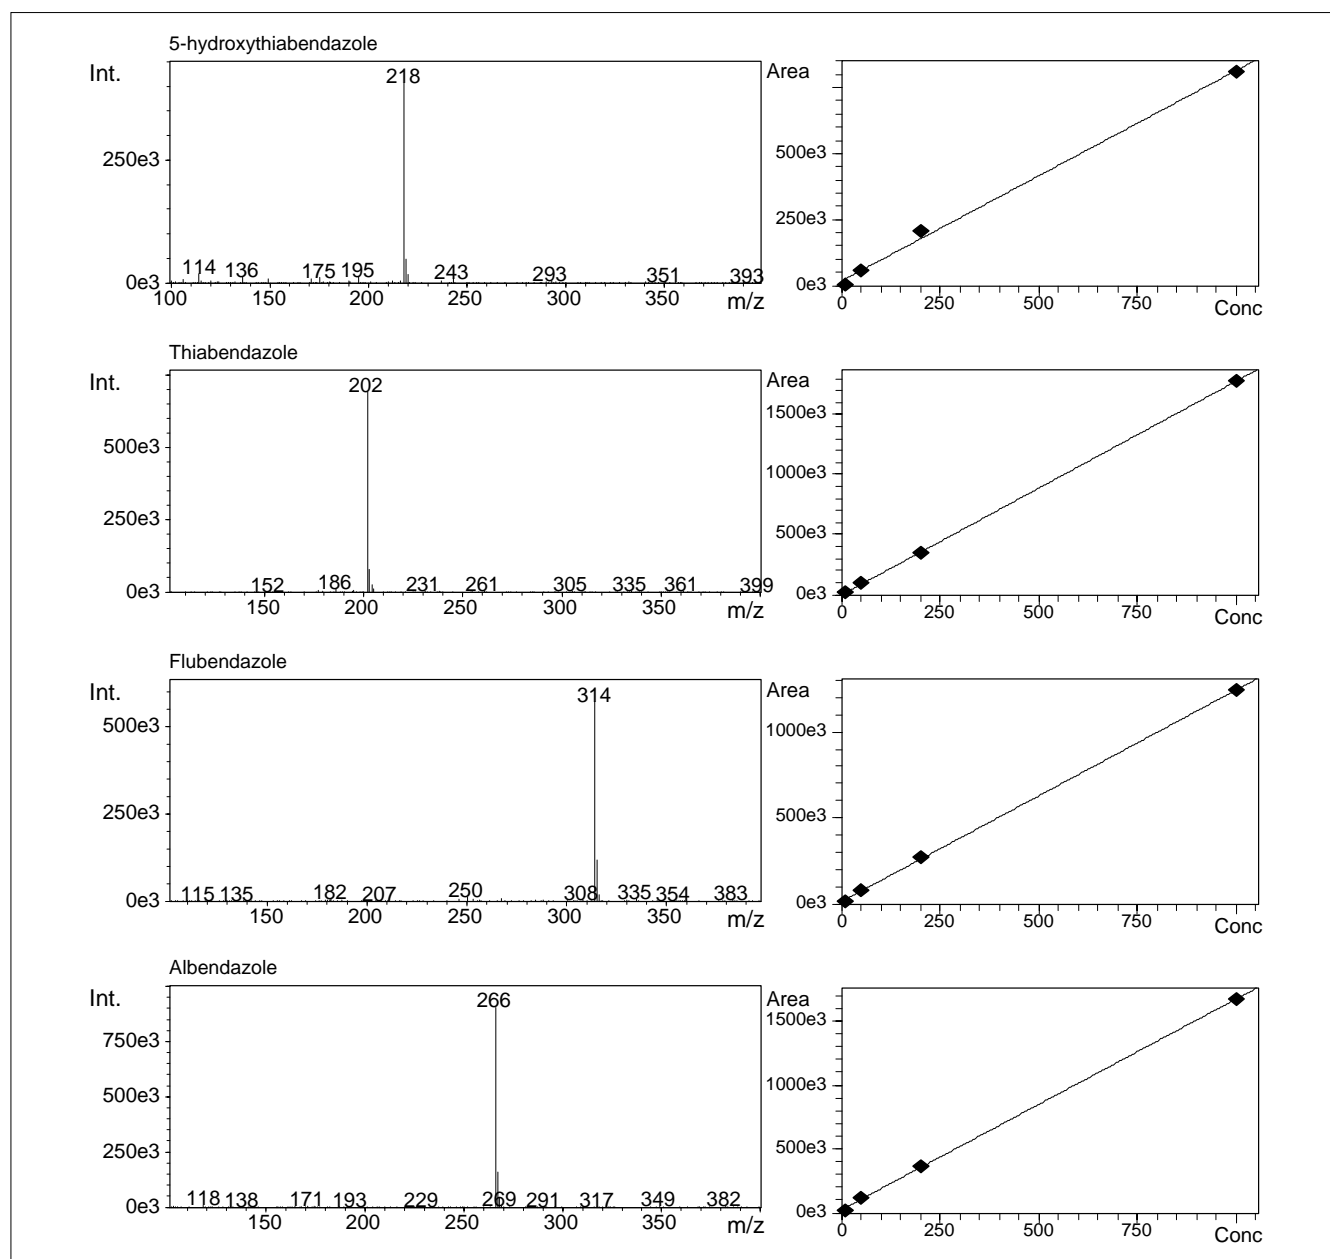 5-hydroxythiabendazole
Int.
218
250e3
114 136 175 195 243 293 351 393
0e3
100 150 200 250 300 350
m/z
Area
500e3
250e3
0e3
0 250 500 750
Conc
Thiabendazole
Int.
202
500e3
250e3
152 186 231 261 305 335 361 399
0e3
150 200 250 300 350
m/z
Area
1500e3
1000e3
500e3
0e3
0 250 500 750
Conc
Flubendazole
Int.
314
500e3
250e3
115 135 182 207 250 308 335 354 383
0e3
150 200 250 300 350
m/z
Area
1000e3
500e3
0e3
0 250 500 750
Conc
Albendazole
Int.
266
750e3
500e3
250e3
118 138 171 193 229 269 291 317 349 382
0e3
150 200 250 300 350
m/z
Area
1500e3
1000e3
500e3
0e3
0 250 500 750
Conc